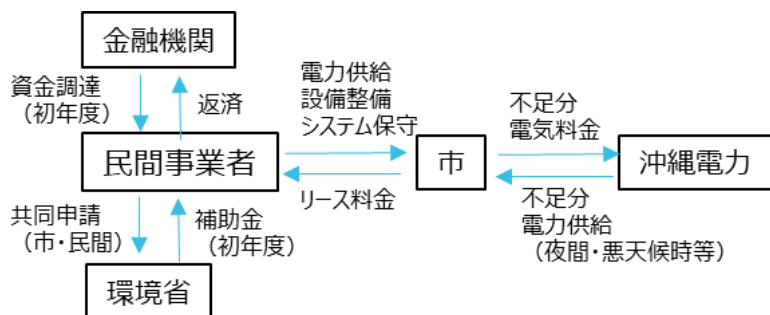 金融機関
資金調達
（初年度）
返済
電力供給
設備整備
システム保守
不足分
電気料金
民間事業者
市
沖縄電力
リース料金
不足分
電力供給
（夜間・悪天候時等）
共同申請
（市・民間）
補助金
（初年度）
環境省